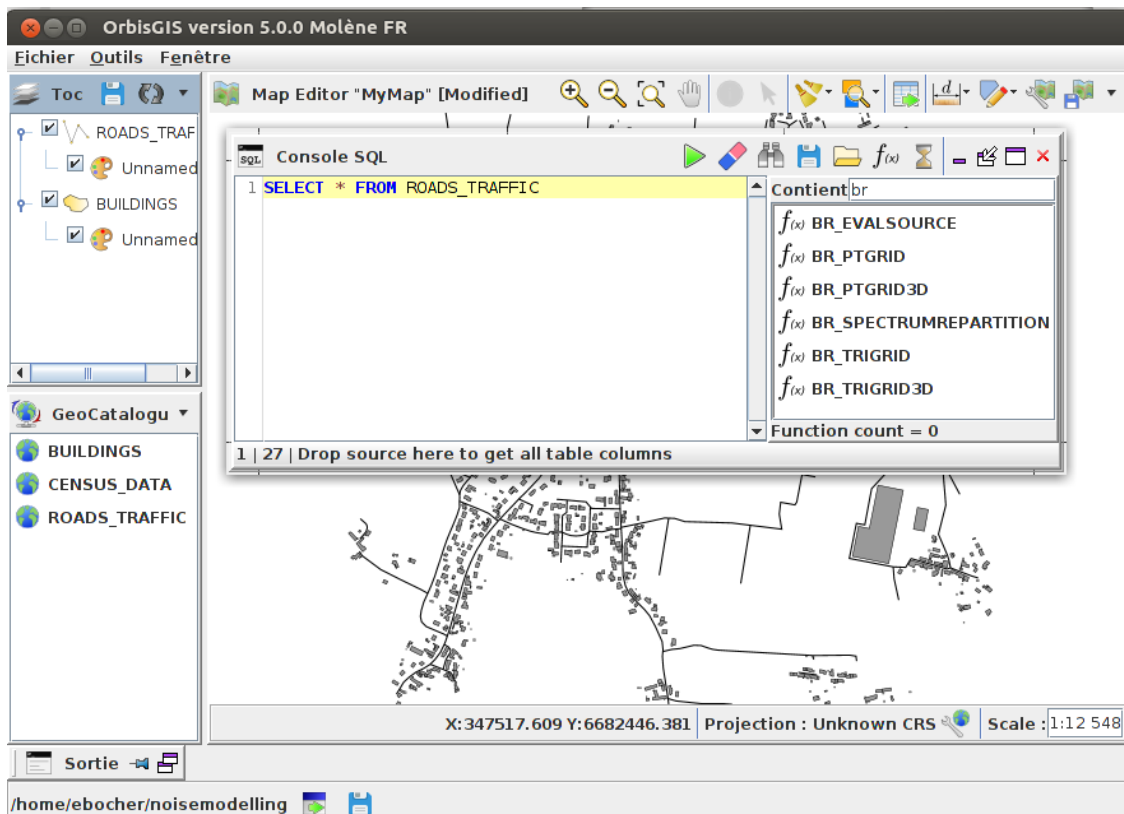 OrbisGIS version 5.0.0 Molène FR
Fichier Outils Fenêtre
Toc
Map Editor "MyMap" [Modified]
ROADS_TRAF
Unnamed
BUILDINGS
Unnamed
SQL Console SQL
f(x)
1 SELECT * FROM ROADS_TRAFFIC
Contient br
f(x) BR_EVALSOURCE
f(x) BR_PTGRID
f(x) BR_PTGRID3D
f(x) BR_SPECTRUMREPARTITION
f(x) BR_TRIGRID
f(x) BR_TRIGRID3D
Function count = 0
1 | 27 | Drop source here to get all table columns
GeoCatalogu
BUILDINGS
CENSUS_DATA
ROADS_TRAFFIC
X:347517.609 Y:6682446.381 Projection : Unknown CRS Scale : 1:12 548
Sortie
/home/ebocher/noisemodelling